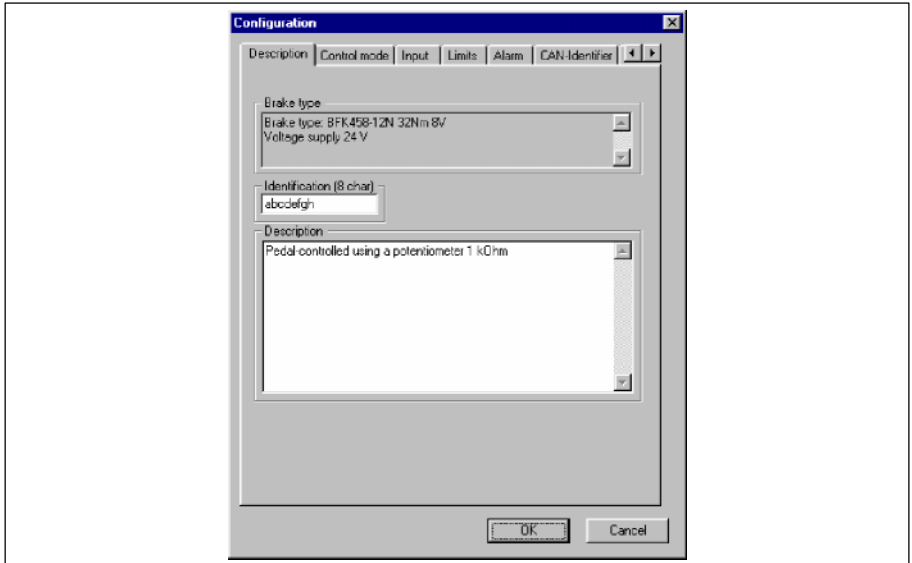 Configuration
Description Control mode Input Limits Alarm CAN-Identifier
Brake type
Brake type: BFK458-12N 32Nm 8V
Voltage supply 24 V
Identification (8 char)
abcdefgh
Description
Pedal-controlled using a potentiometer 1 kOhm
OK Cancel